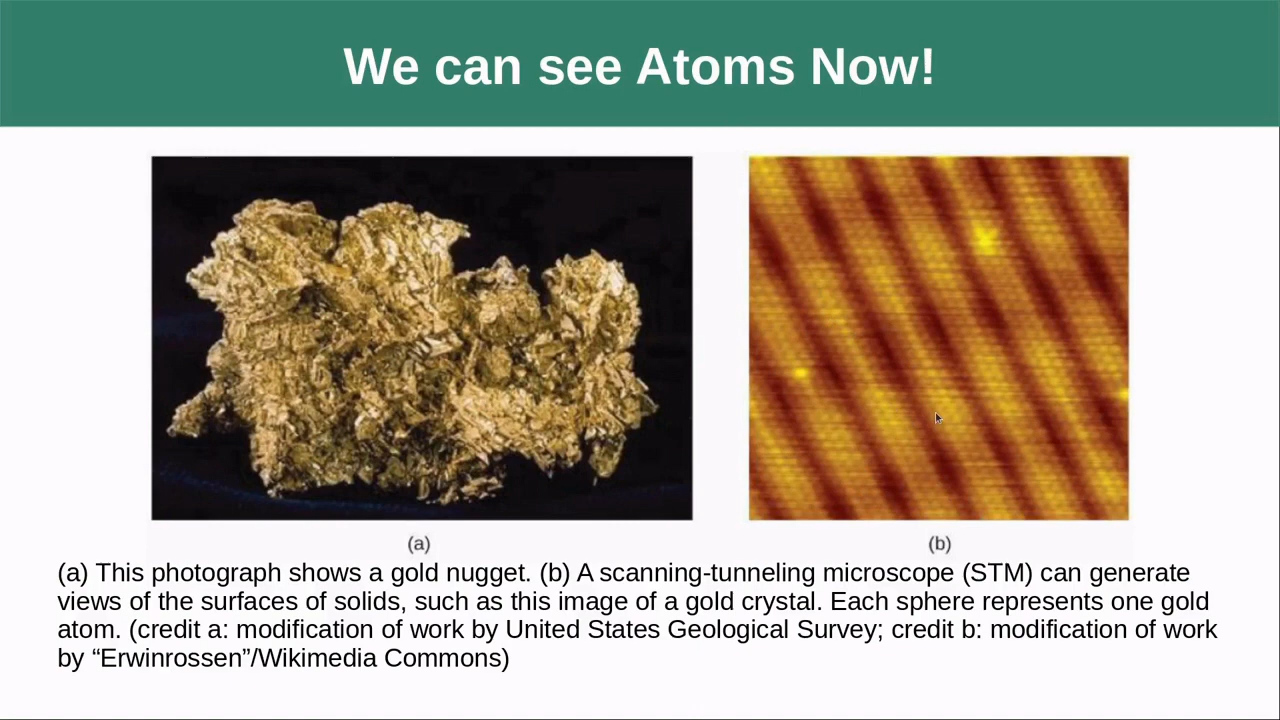 We can see Atoms Now!
(a)
(b)
(a) This photograph shows a gold nugget. (b) A scanning-tunneling microscope (STM) can generate
views of the surfaces of solids, such as this image of a gold crystal. Each sphere represents one gold
atom. (credit a: modification of work by United States Geological Survey; credit b: modification of work
by “Erwinrossen”/Wikimedia Commons)